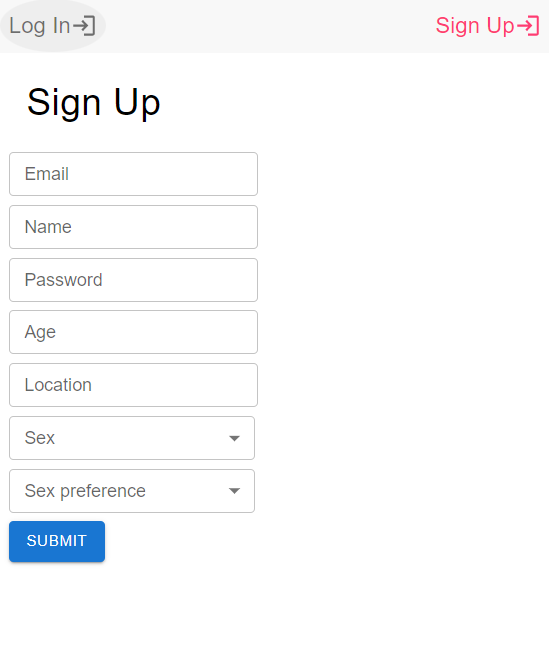 Log In
Sign Up
Sign Up
Email
Name
Password
Age
Location
Sex
Sex preference
SUBMIT